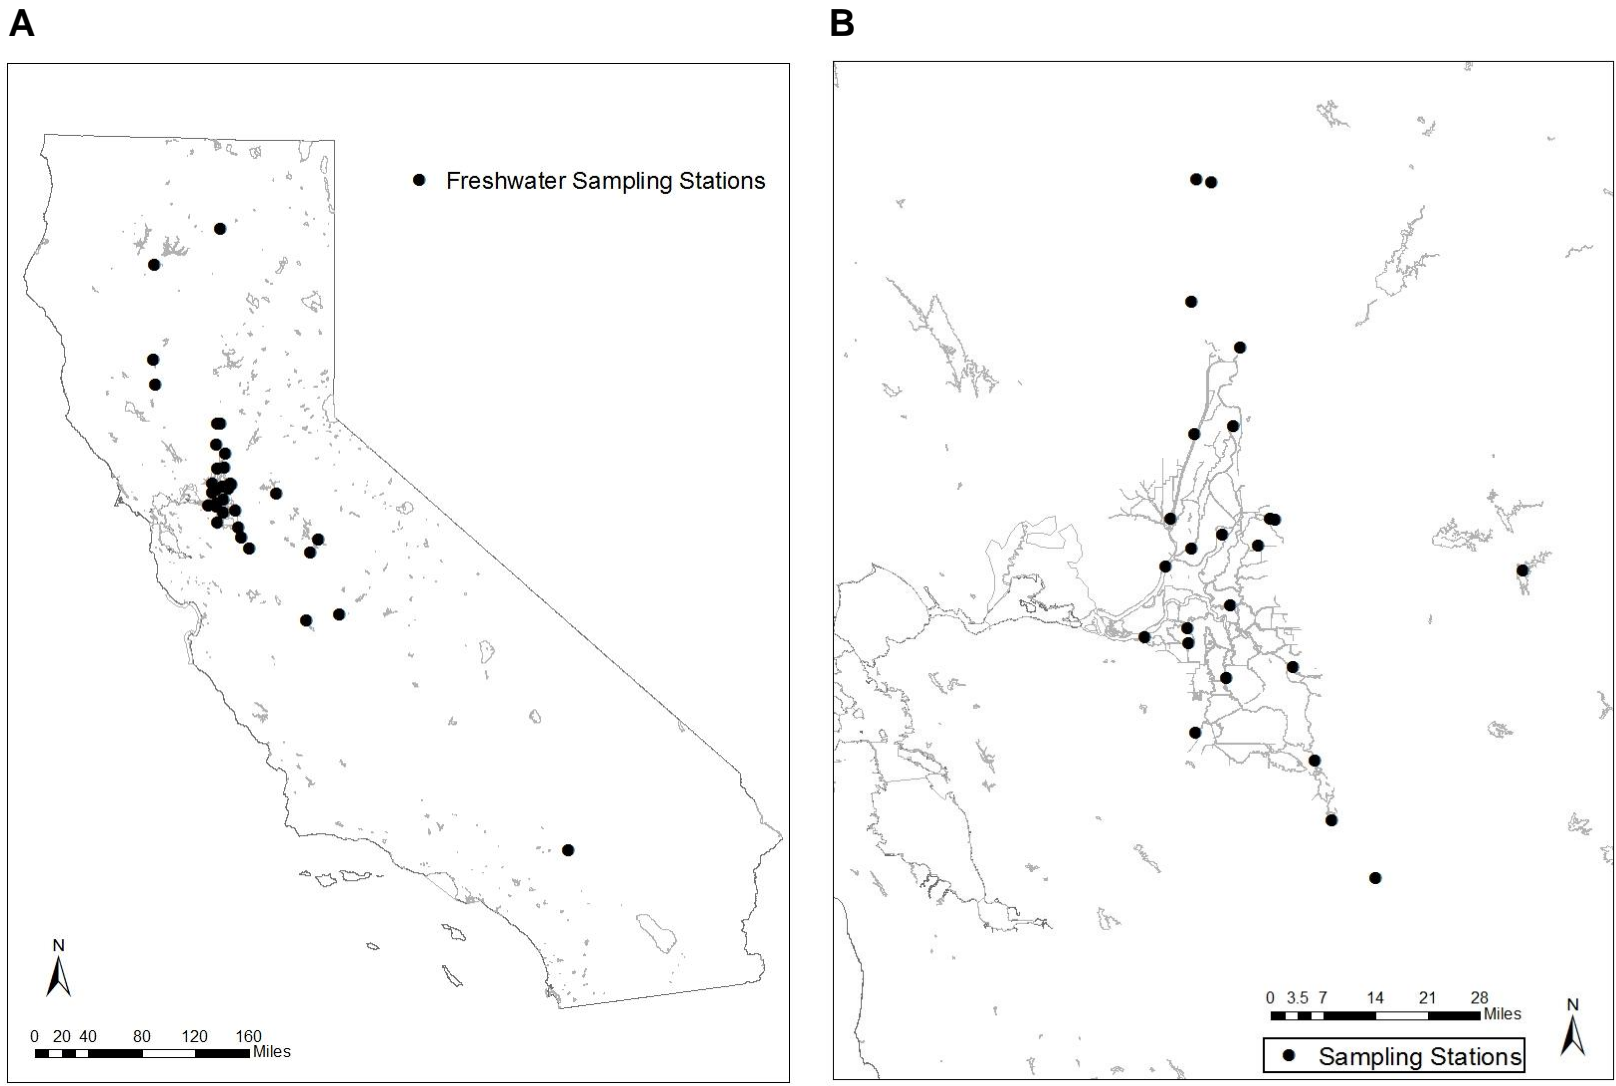 A
B
Freshwater Sampling Stations
N
0 20 40 80 120 160
Miles
0 3.5 7 14 21 28
Miles
N
Sampling Stations